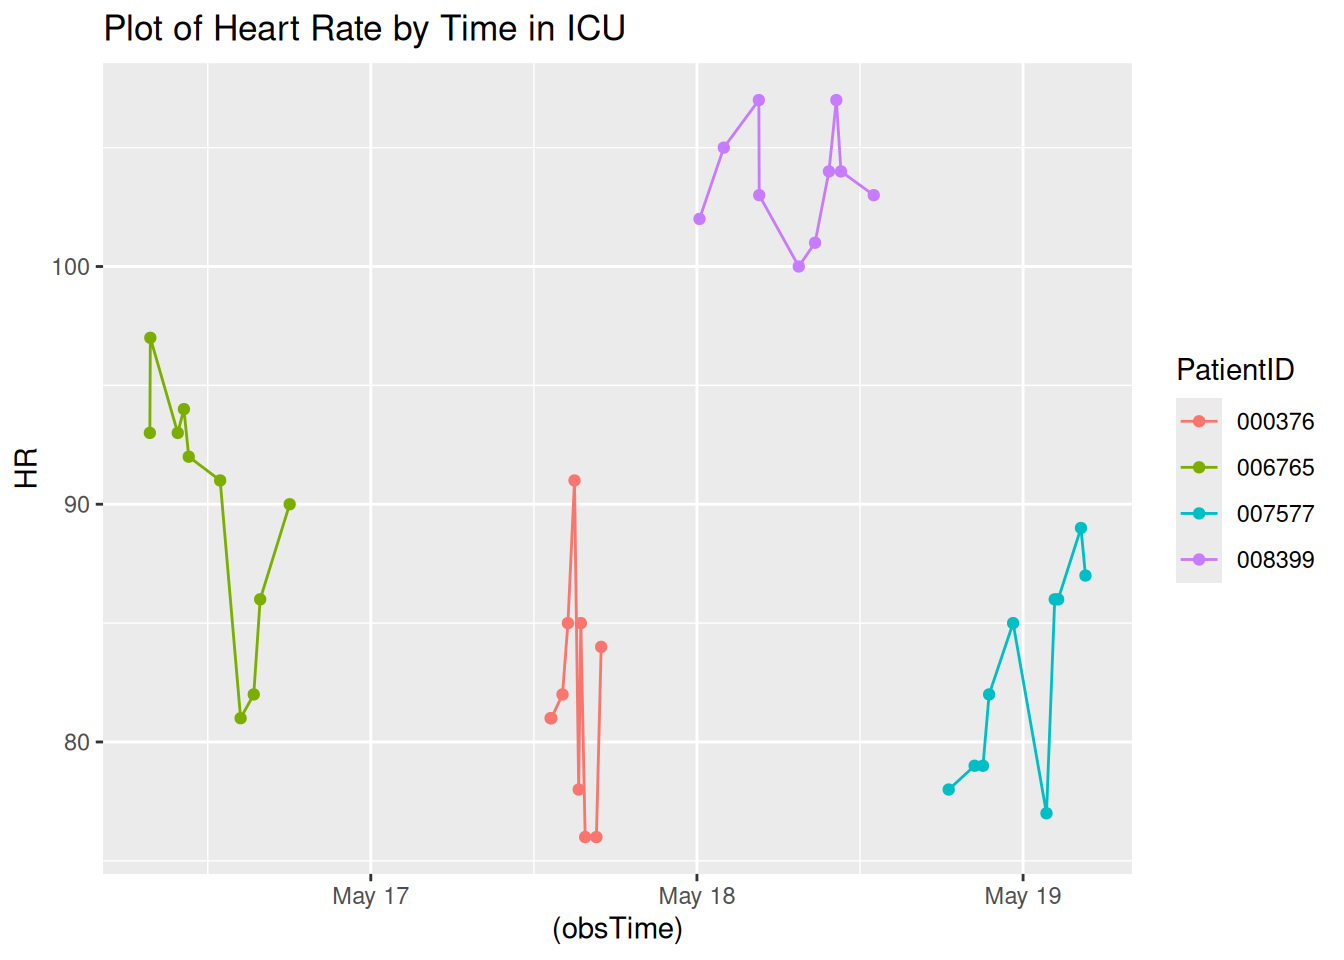 Plot of Heart Rate by Time in ICU
HR
100
90
80
May 17
May 18
May 19
(obsTime)
PatientID
000376
006765
007577
008399